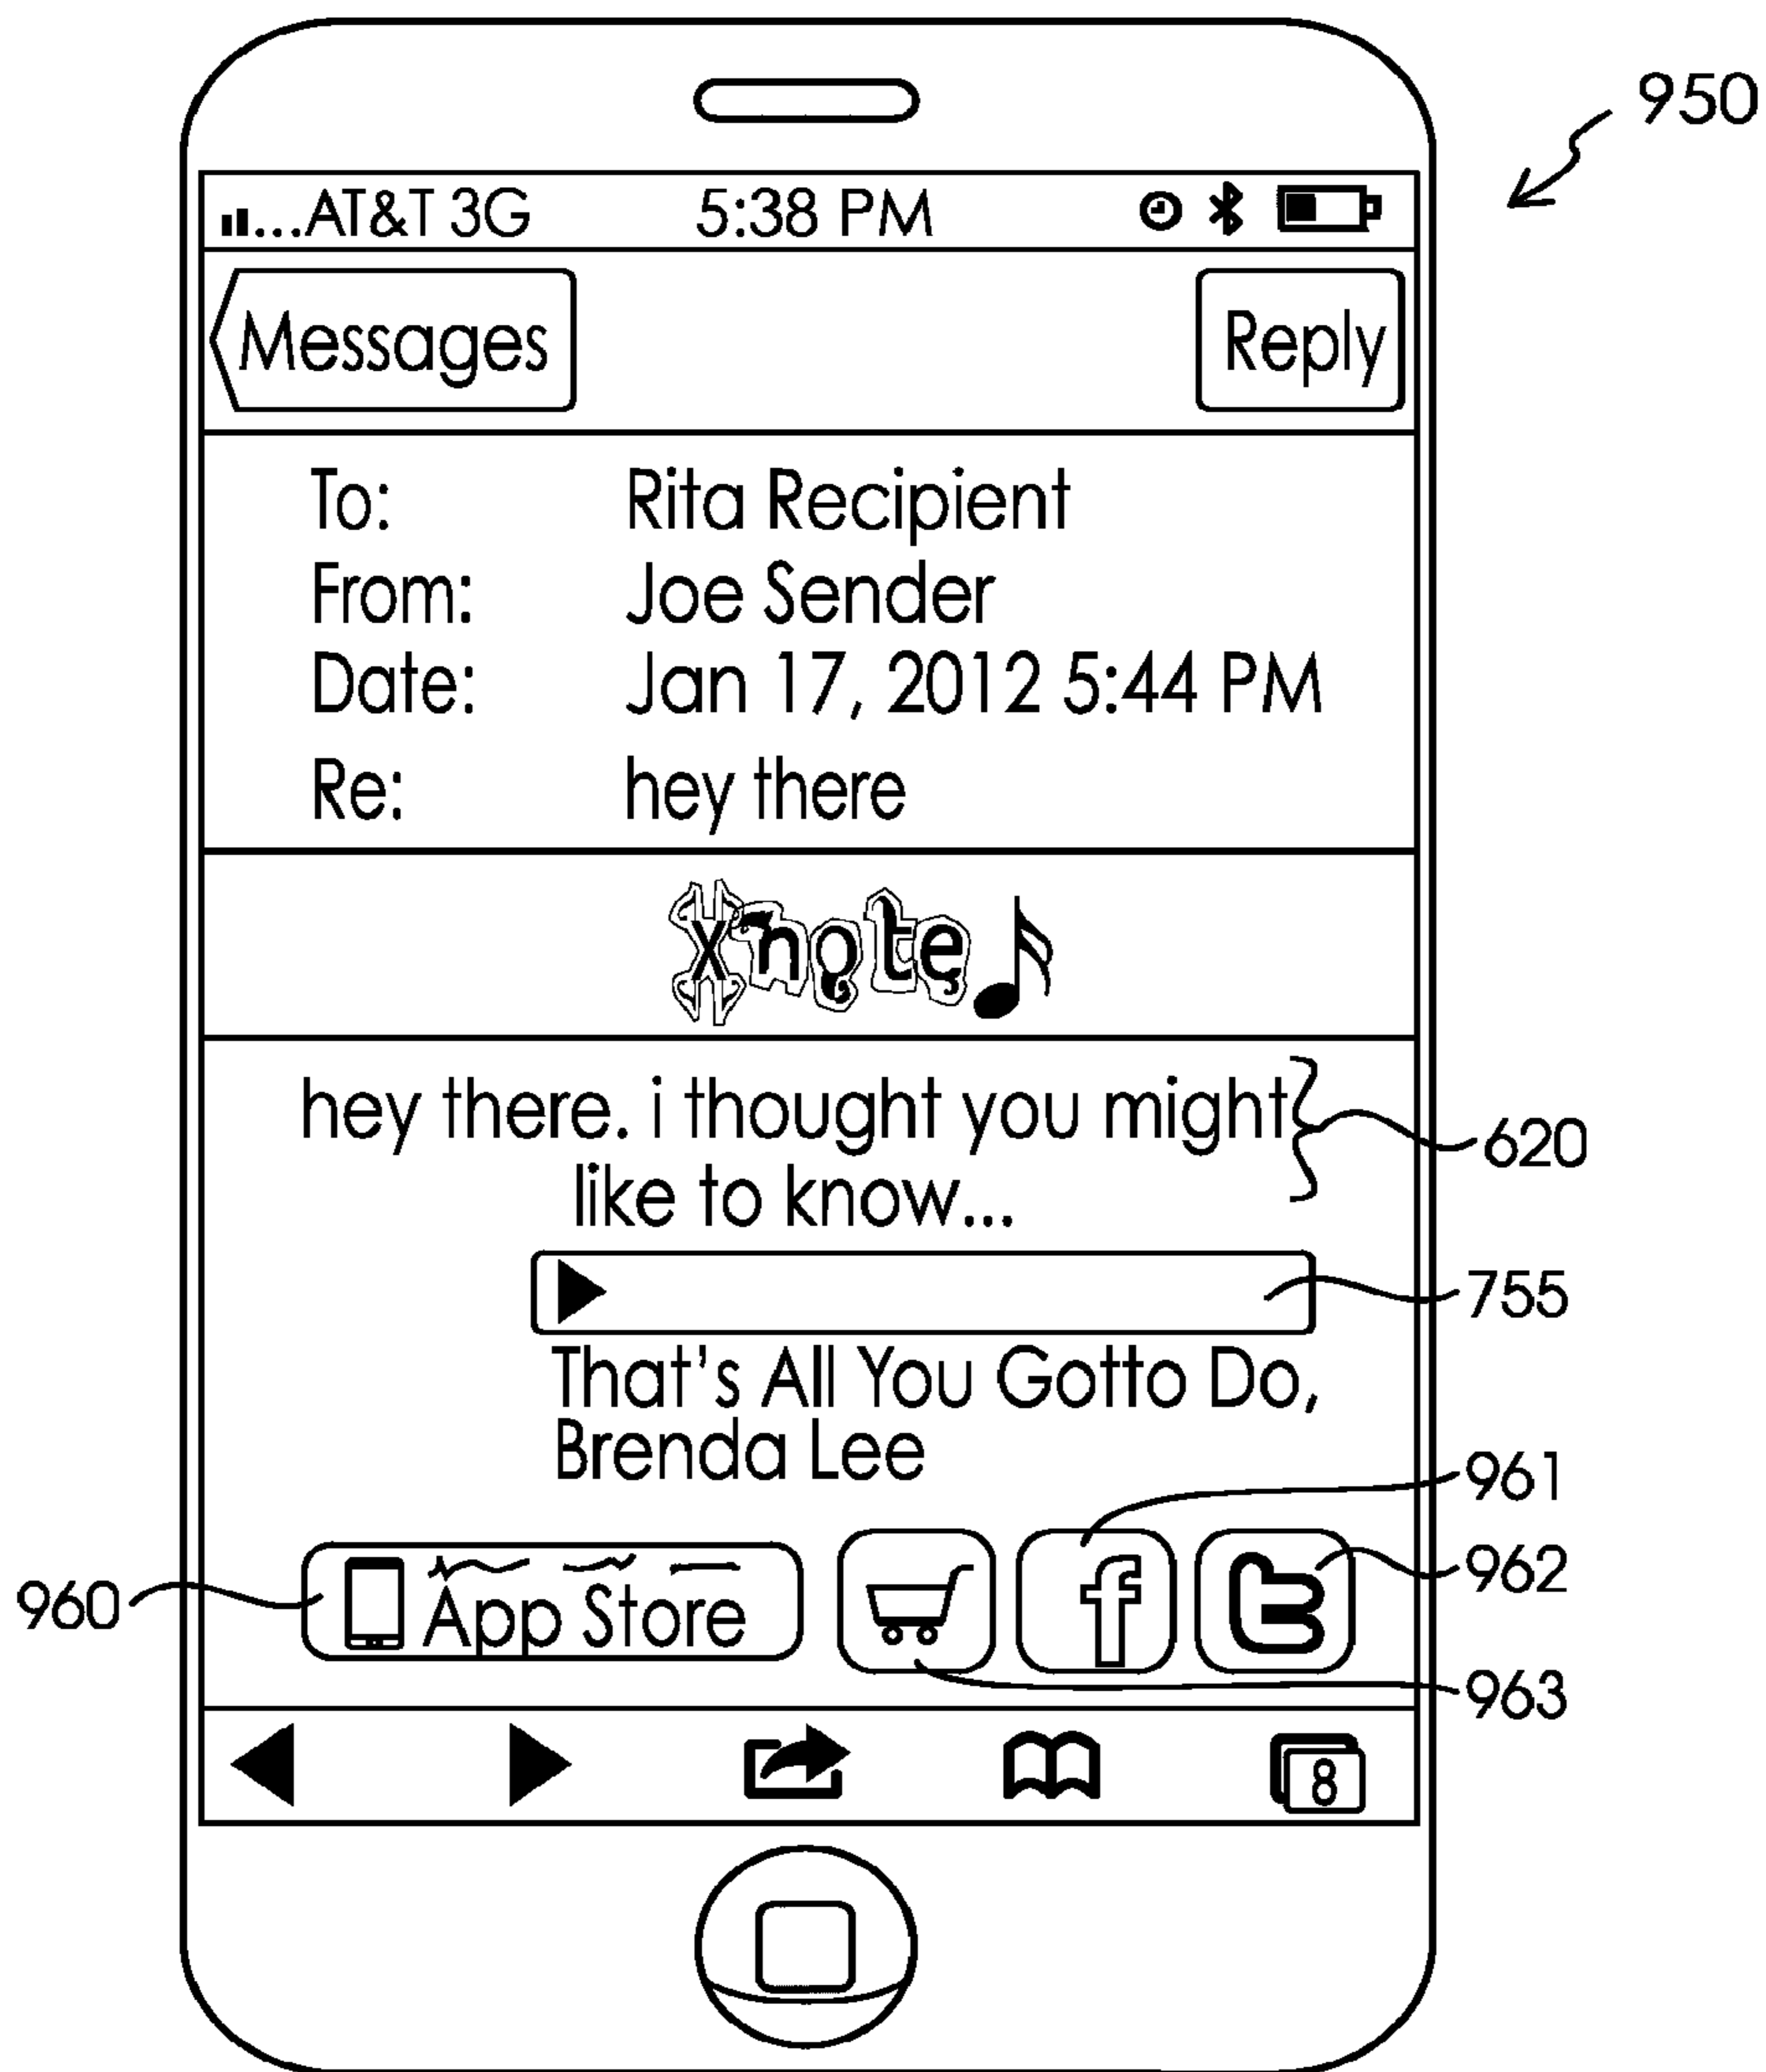 950
...AT&T 3G 5:38 PM
Messages Reply
To: Rita Recipient
From: Joe Sender
Date: Jan 17, 2012 5:44 PM
Re: hey there
Xnote
hey there. i thought you might
620
like to know...
755
That's All You Gotto Do,
Brenda Lee
961
960
App Store f t
962
963
8